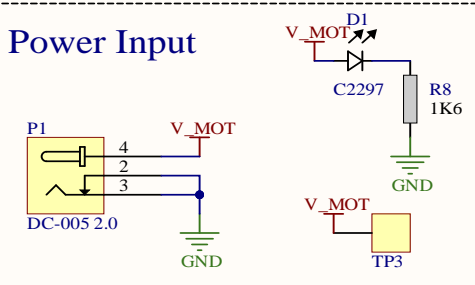 Power Input
P1
4
2
3
V_MOT
DC-005 2.0
GND
V_MOT
D1
C2297
R8
1K6
GND
V_MOT
TP3